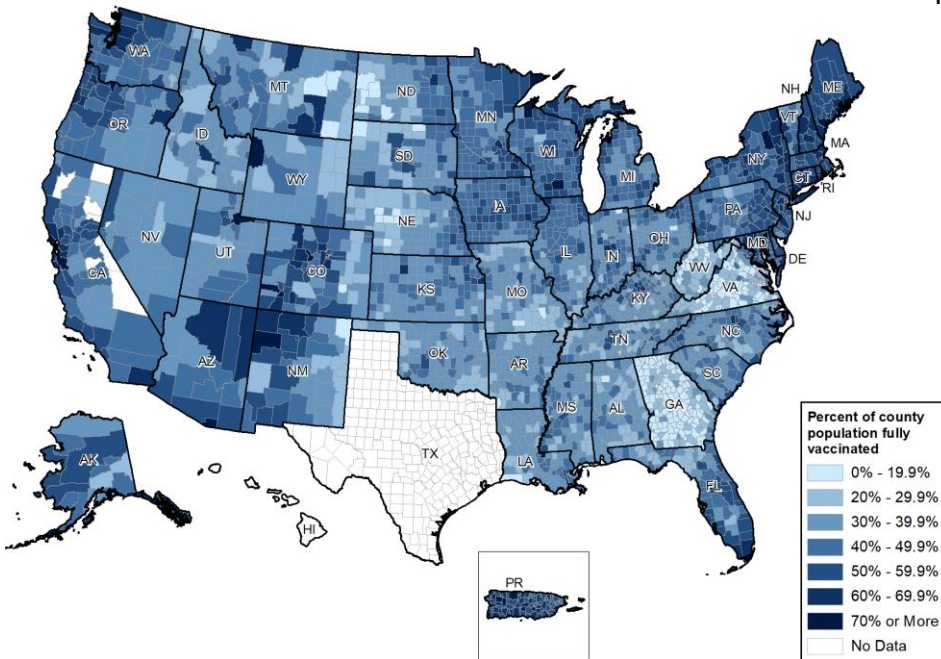 WA
MT
ND
MN
OR
ID
WY
SD
WI
MI
NH
VT
ME
NY
MA
CT
RI
NV
UT
CO
NE
IA
IL
IN
OH
PA
NJ
MD
DE
CA
KS
MO
KY
WV
VA
AZ
NM
OK
AR
TN
NC
SC
TX
LA
MS
AL
GA
FL
AK
HI
PR
Percent of county
population fully
vaccinated
0% - 19.9%
20% - 29.9%
30% - 39.9%
40% - 49.9%
50% - 59.9%
60% - 69.9%
70% or More
No Data